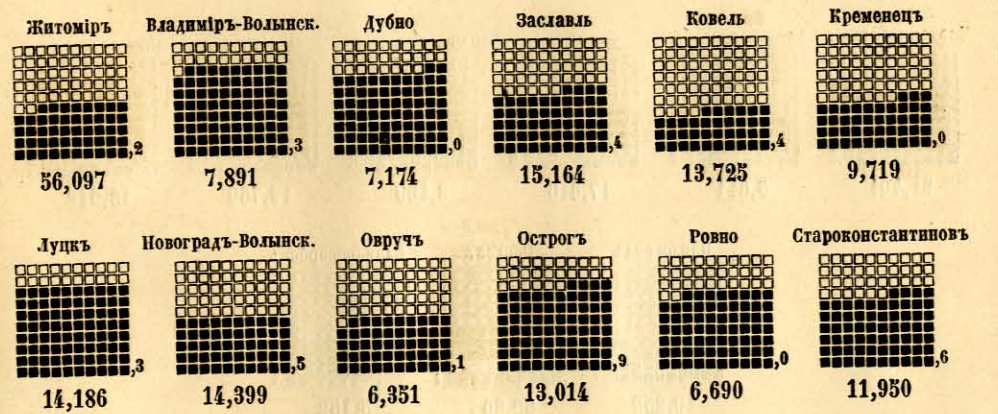 Житоміръ Владиміръ-Волынск. Дубно Заславль Ковель Кременецъ
,2 ,3 ,0 ,4 ,4 ,0
56,097 7,891 7,174 15,164 13,725 9,719
Луцкъ Новоградъ-Волынск. Овручъ Острогъ Ровно Староконстантиновъ
,3 ,5 ,1 ,9 ,0 ,6
14,186 14,399 6,351 13,014 6,690 11,950